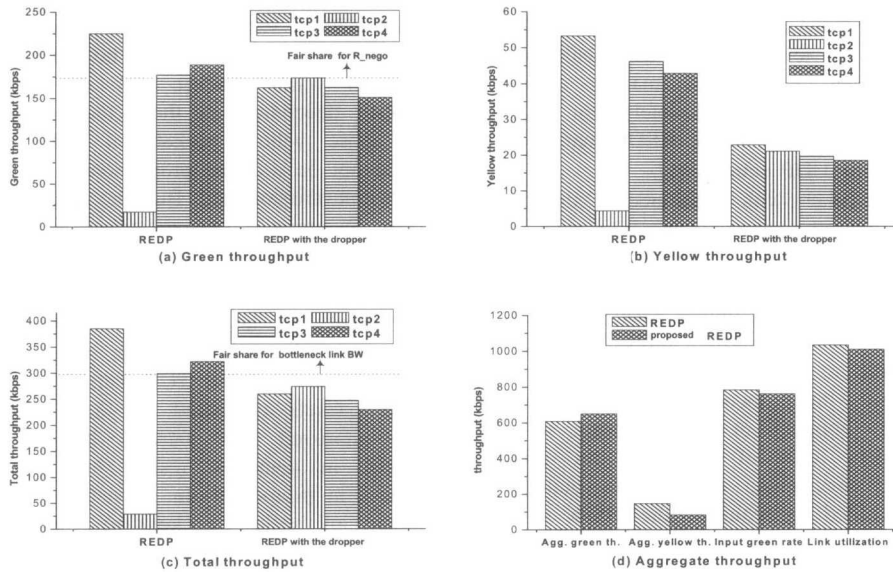 250
200
150
100
50
0
Green throughput (kbps)
tcp1 tcp2
tcp3 tcp4
Fair share for R_nego
REDP
REDP with the dropper
(a) Green throughput
60
50
40
30
20
10
0
Yellow throughput (kbps)
tcp1
tcp2
tcp3
tcp4
REDP
REDP with the dropper
(b) Yellow throughput
400
350
300
250
200
150
100
50
0
Total throughput (kbps)
tcp1 tcp2
tcp3 tcp4
Fair share for bottleneck link BW
REDP
REDP with the dropper
(c) Total throughput
1200
1000
800
600
400
200
0
throughput (kbps)
REDP
proposed REDP
Agg. green th. Agg. yellow th. Input green rate Link utilization
(d) Aggregate throughput